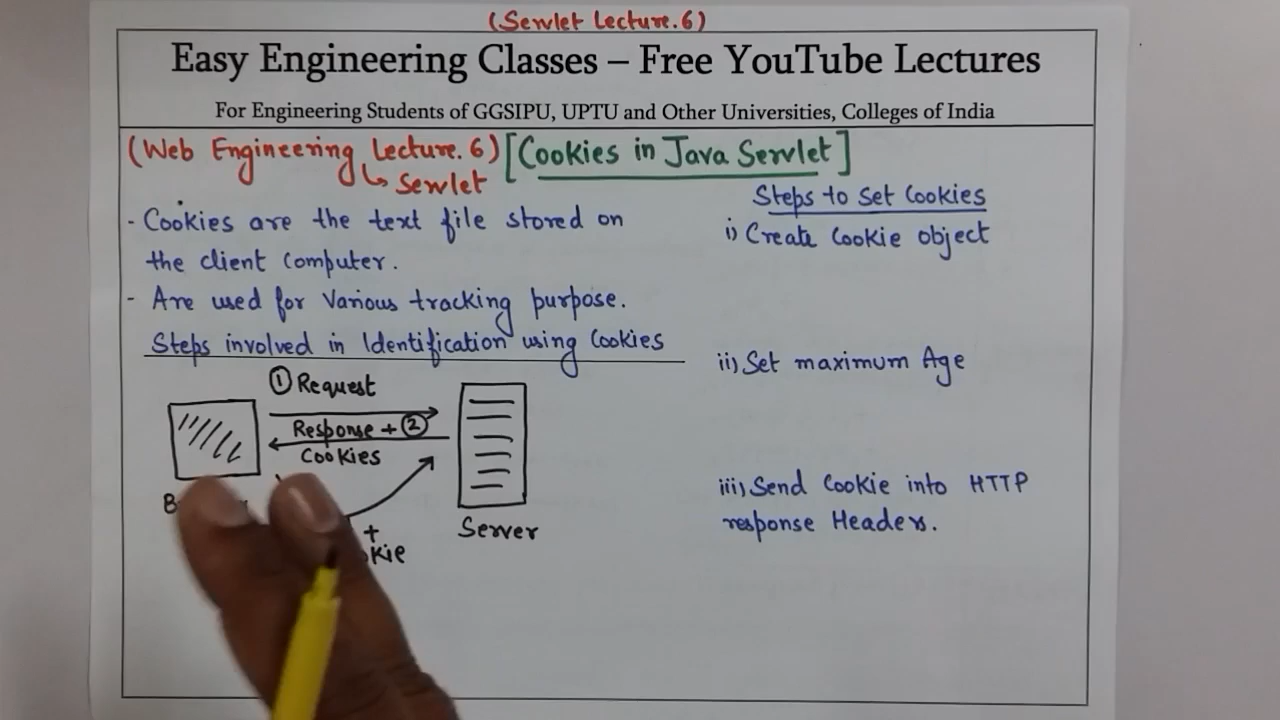 (Servlet Lecture.6)
Easy Engineering Classes – Free YouTube Lectures
For Engineering Students of GGSIPU, UPTU and Other Universities, Colleges of India
(Web Engineering Lecture.6) [Cookies in Java Servlet]
↳ Servlet
- Cookies are the text file stored on
the client computer.
- Are used for various tracking purpose.
Steps involved in Identification using Cookies
① Request
Response + ②
Cookies
+
Server
Steps to set Cookies
i) Create Cookie object
ii) Set maximum Age
iii) Send Cookie into HTTP
response Headers.